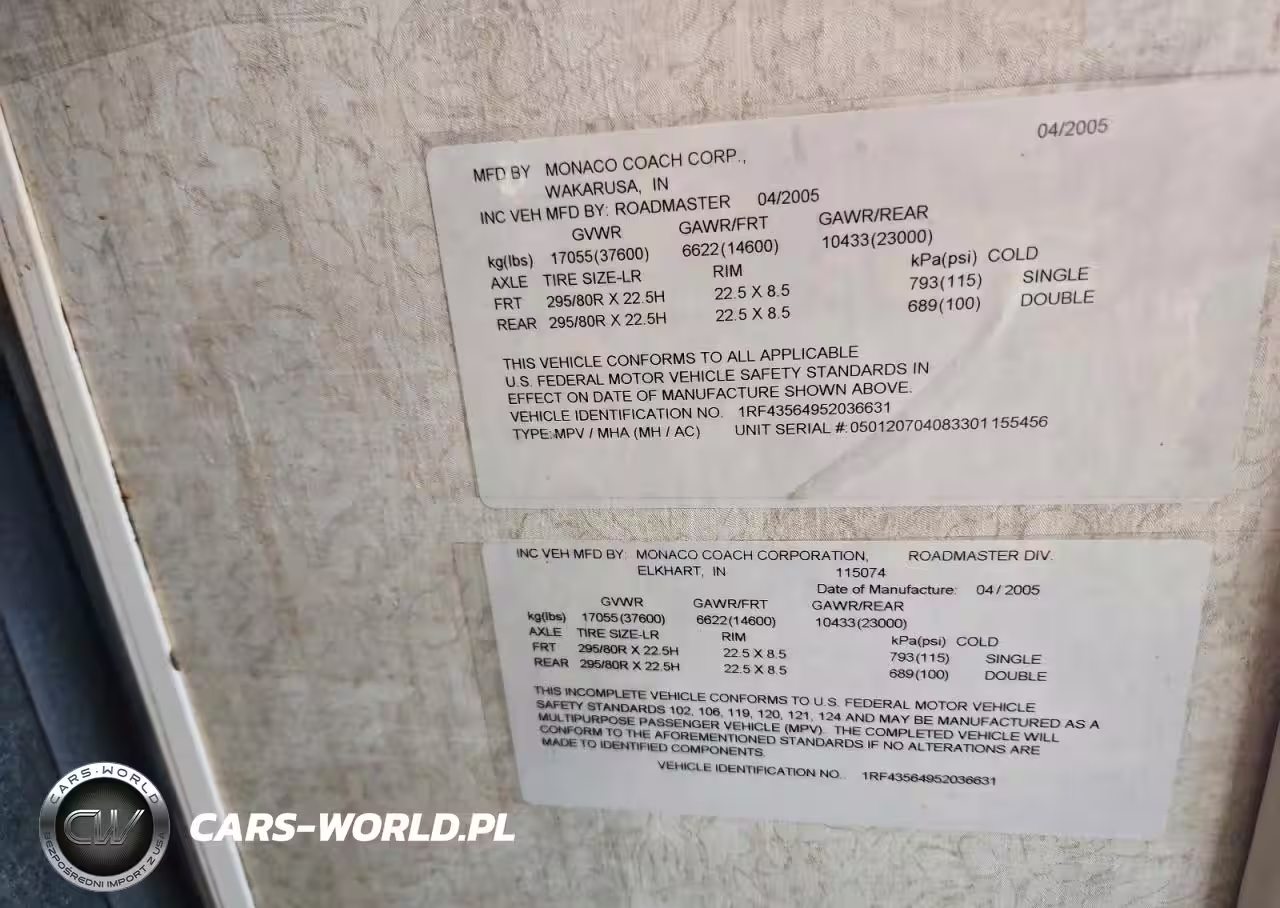 04/2005
MFD BY MONACO COACH CORP.,
WAKARUSA, IN
INC VEH MFD BY: ROADMASTER 04/2005
GVWR GAWR/FRT GAWR/REAR
kg(lbs) 17055(37600) 6622(14600) 10433(23000)
AXLE TIRE SIZE-LR RIM kPa(psi) COLD
FRT 295/80R X 22.5H 22.5 X 8.5 793(115) SINGLE
REAR 295/80R X 22.5H 22.5 X 8.5 689(100) DOUBLE
THIS VEHICLE CONFORMS TO ALL APPLICABLE
U.S. FEDERAL MOTOR VEHICLE SAFETY STANDARDS IN
EFFECT ON DATE OF MANUFACTURE SHOWN ABOVE.
VEHICLE IDENTIFICATION NO. 1RF43564952036631
TYPE:MPV / MHA (MH / AC) UNIT SERIAL #:050120704083301155456
INC VEH MFD BY: MONACO COACH CORPORATION, ROADMASTER DIV.
ELKHART, IN 115074
Date of Manufacture: 04/2005
GVWR GAWR/FRT GAWR/REAR
kg(lbs) 17055(37600) 6622(14600) 10433(23000)
AXLE TIRE SIZE-LR RIM kPa(psi) COLD
FRT 295/80R X 22.5H 22.5 X 8.5 793(115) SINGLE
REAR 295/80R X 22.5H 22.5 X 8.5 689(100) DOUBLE
THIS INCOMPLETE VEHICLE CONFORMS TO U.S. FEDERAL MOTOR VEHICLE
SAFETY STANDARDS 102, 106, 119, 120, 121, 124 AND MAY BE MANUFACTURED AS A
MULTIPURPOSE PASSENGER VEHICLE (MPV). THE COMPLETED VEHICLE WILL
CONFORM TO THE AFOREMENTIONED STANDARDS IF NO ALTERATIONS ARE
MADE TO IDENTIFIED COMPONENTS.
VEHICLE IDENTIFICATION NO. 1RF43564952036631
CARS-WORLD
CW
BEZPOŚREDNI IMPORT Z USA
CARS-WORLD.PL